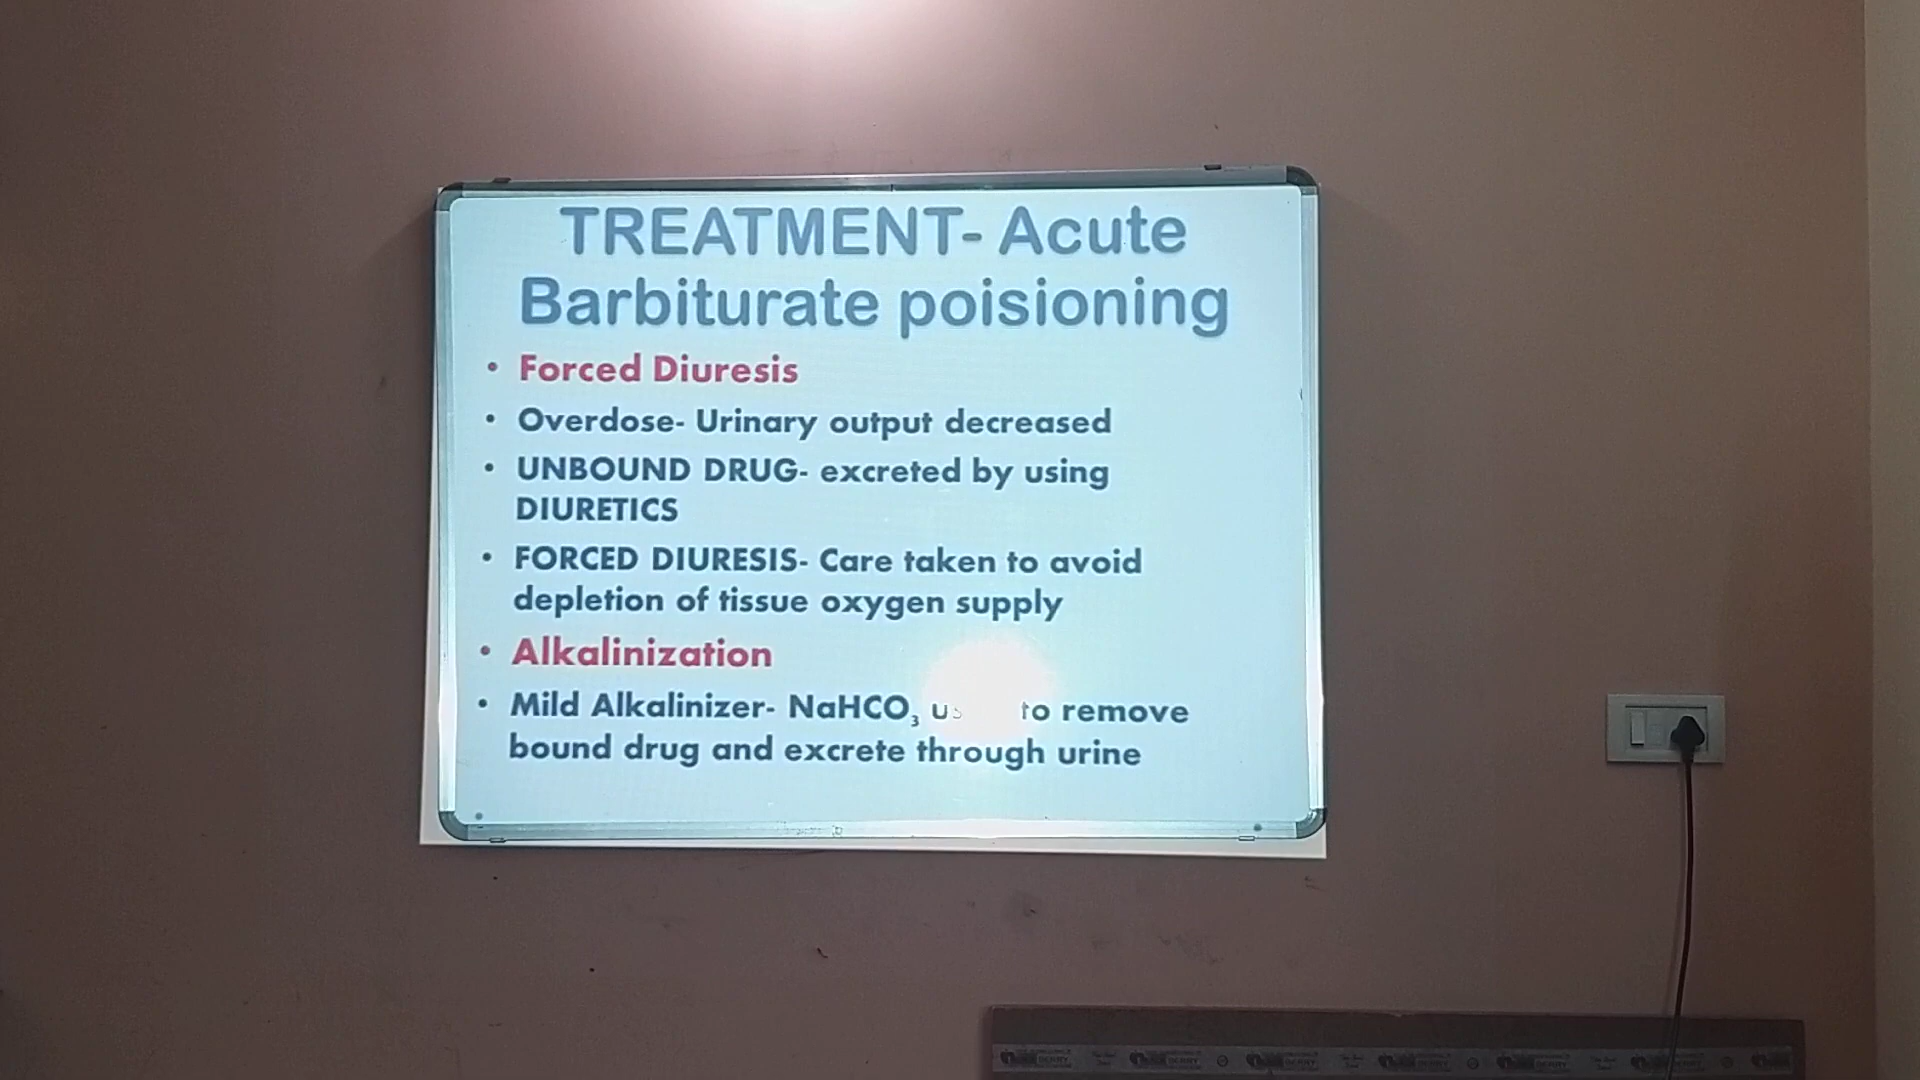 TREATMENT- Acute
Barbiturate poisioning
• Forced Diuresis
• Overdose- Urinary output decreased
• UNBOUND DRUG- excreted by using
DIURETICS
• FORCED DIURESIS- Care taken to avoid
depletion of tissue oxygen supply
• Alkalinization
• Mild Alkalinizer- NaHCO₃ to remove
bound drug and excrete through urine